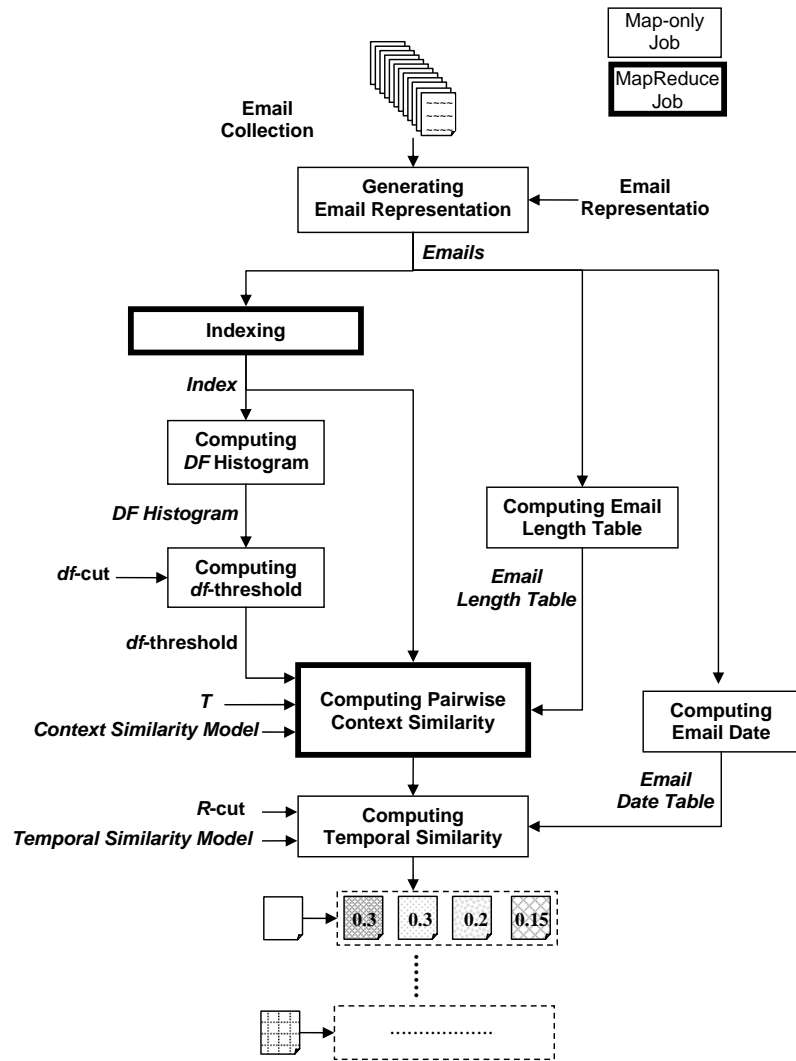 Map-only
Job
MapReduce
Job
Email
Collection
~~~~
~~~~
~~~~
Generating
Email Representation
Email
Representatio
Emails
Indexing
Index
Computing
DF Histogram
DF Histogram
Computing Email
Length Table
df-cut
Computing
df-threshold
Email
Length Table
df-threshold
T
Context Similarity Model
Computing Pairwise
Context Similarity
Computing
Email Date
Email
Date Table
R-cut
Temporal Similarity Model
Computing
Temporal Similarity
0.3 0.3 0.2 0.15